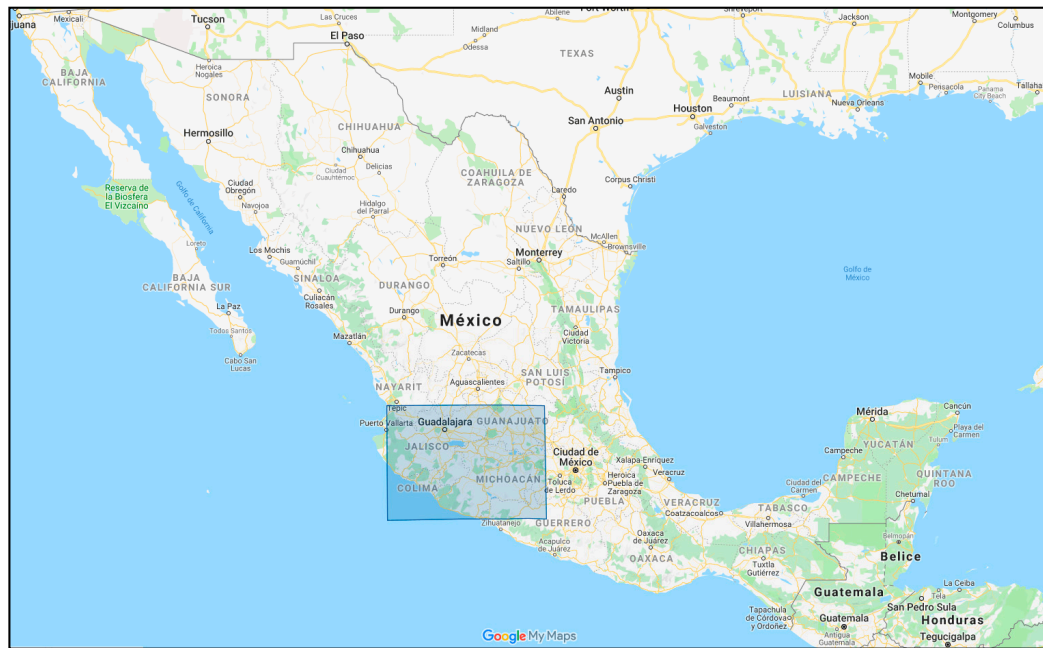 Tucson
Las Cruces
Abilene
Shreveport
Jackson
Montgomery
Columbus
Mexicali
juana
El Paso
Midland
Odessa
TEXAS
BAJA
CALIFORNIA
Heroica
Nogales
SONORA
Austin
LUISIANA
Mobile
Pensacola
Panama
City Beach
Tallaha
Houston
Beaumont
Nueva Orleans
San Antonio
Galveston
Hermosillo
CHIHUAHUA
Chihuahua
Ciudad
Cuauhtémoc
Delicias
COAHUILA DE
ZARAGOZA
Laredo
Corpus Christi
Reserva de
la Biosfera
El Vizcaíno
Golfo de California
Ciudad
Obregón
Navojoa
Hidalgo
del Parral
NUEVO LEÓN
McAllen
Brownsville
Loreto
Los Mochis
Guamúchil
Torreón
Monterrey
Saltillo
Golfo de
México
BAJA
CALIFORNIA SUR
SINALOA
DURANGO
Culiacán
Rosales
La Paz
Todos Santos
Durango
México
TAMAULIPAS
Ciudad
Victoria
Mazatlán
Cabo San
Lucas
Zacatecas
SAN LUIS
POTOSÍ
Tampico
NAYARIT
Aguascalientes
Tepic
Puerto Vallarta
Guadalajara
GUANAJUATO
JALISCO
COLIMA
MICHOACÁN
Ciudad de
México
Toluca
de Lerdo
Xalapa-Enríquez
Heroica
Puebla de
Zaragoza
Veracruz
PUEBLA
VERACRUZ
Coatzacoalcos
Zihuatanejo
GUERRERO
Acapulco
de Juárez
Oaxaca
de Juárez
OAXACA
Mérida
Cancún
Playa del
Carmen
Tulum
YUCATÁN
Campeche
CAMPECHE
QUINTANA
ROO
Chetumal
Ciudad del
Carmen
TABASCO
Villahermosa
CHIAPAS
Tuxtla
Gutiérrez
Belmopán
Belice
Guatemala
La Ceiba
Tela
San Pedro Sula
Honduras
Tegucigalpa
Tapachula
de Córdova
y Ordóñez
Guatemala
Antigua
Guatemala
Google My Maps